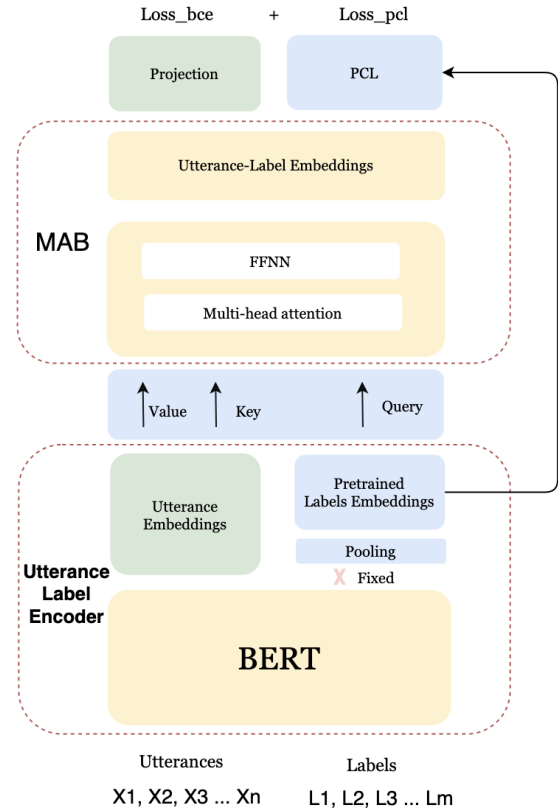 Loss_bce + Loss_pcl
Projection
PCL
Utterance-Label Embeddings
MAB
FFNN
Multi-head attention
Value
Key
Query
Utterance
Embeddings
Pretrained
Labels Embeddings
Pooling
X Fixed
Utterance
Label
Encoder
BERT
Utterances
Labels
X1, X2, X3 ... Xn
L1, L2, L3 ... Lm